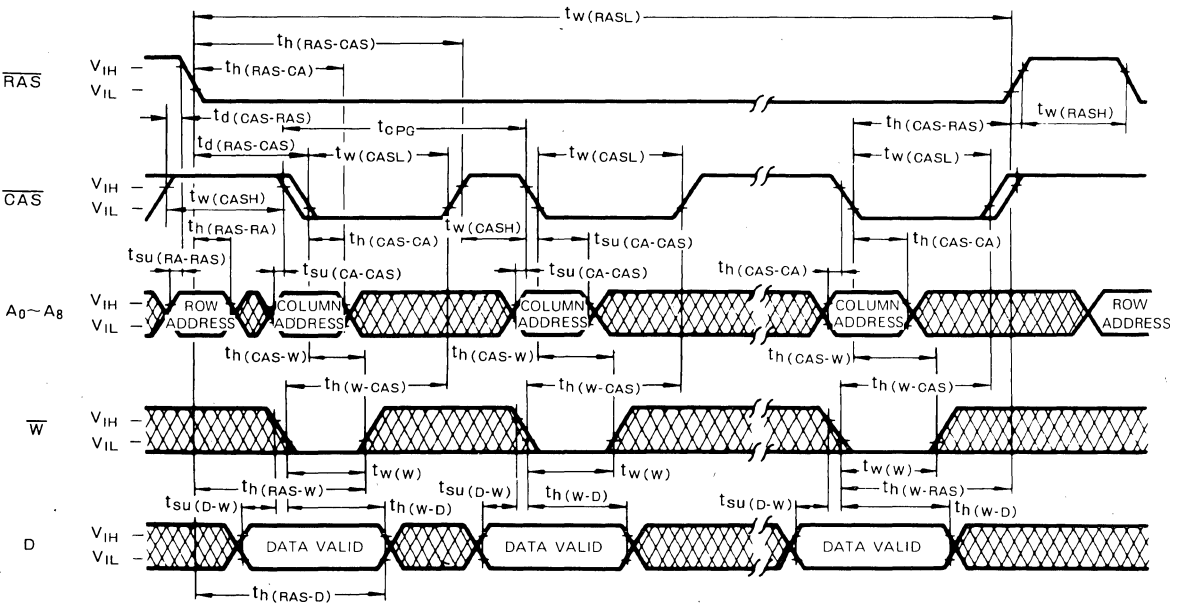 tw(RASL)
th(RAS-CAS)
th(RAS-CA)
RAS
VIH
VIL
td(CAS-RAS)
tCPG
th(CAS-RAS)
tw(RASH)
td(RAS-CAS)
tw(CASL)
tw(CASL)
tw(CASL)
CAS
VIH
VIL
tw(CASH)
th(RAS-RA)
th(CAS-CA)
tw(CASH)
tsu(CA-CAS)
th(CAS-CA)
tsu(RA-RAS)
tsu(CA-CAS)
tsu(CA-CAS)
th(CAS-CA)
A0~A8
VIH
VIL
ROW ADDRESS
COLUMN ADDRESS
COLUMN ADDRESS
COLUMN ADDRESS
ROW ADDRESS
th(CAS-W)
th(CAS-W)
th(CAS-W)
th(W-CAS)
th(W-CAS)
th(W-CAS)
W
VIH
VIL
tw(W)
tw(W)
tw(W)
th(RAS-W)
th(W-RAS)
tsu(D-W)
th(W-D)
tsu(D-W)
th(W-D)
tsu(D-W)
th(W-D)
D
VIH
VIL
DATA VALID
DATA VALID
DATA VALID
th(RAS-D)